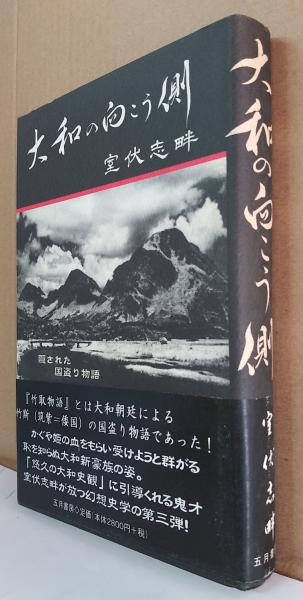 大和の向こう側
室伏志畔
竄された
国盗り物語
『竹取物語』とは大和朝廷による
竹斯（筑紫＝倭国）の国盗り物語であった！
かぐや姫の血をもらい受けようと群がる
恥を知らぬ大和新豪族の姿。
「悠久の大和史観」に引導くれる鬼才
室伏志畔が放つ幻想史学の第三弾！
五月書房◇定価（本体2800円＋税）
大和の向こう側
室伏志畔
五月書